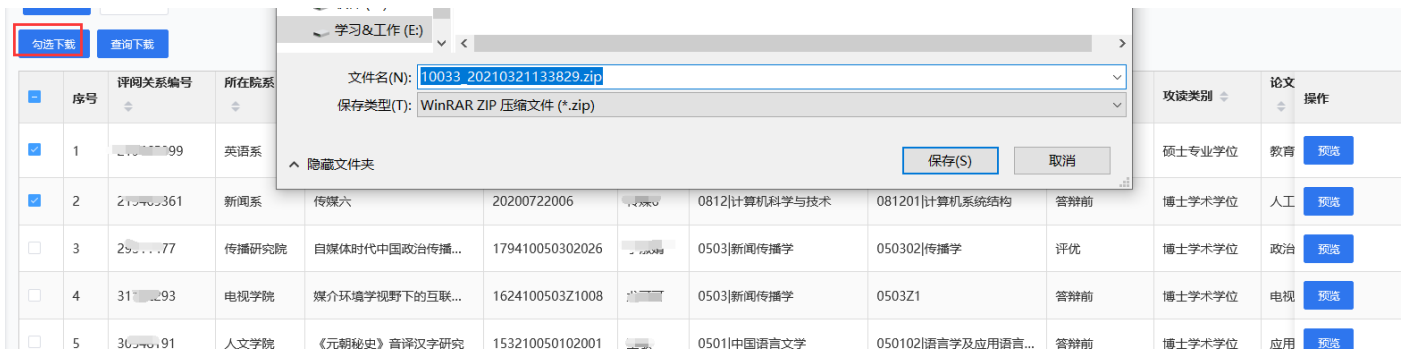 学习&工作 (E:)
勾选下载 查询下载
文件名(N): 10033_20210321133829.zip
保存类型(T): WinRAR ZIP 压缩文件 (*.zip)
隐藏文件夹 保存(S) 取消
序号 评阅关系编号 所在院系 攻读类别 论文 操作
1 99 英语系 硕士专业学位 教育 预览
2 361 新闻系 传媒六 20200722006 0812|计算机科学与技术 081201|计算机系统结构 答辩前 博士学术学位 人工 预览
3 77 传播研究院 自媒体时代中国政治传播... 179410050302026 0503|新闻传播学 050302|传播学 评优 博士学术学位 政治 预览
4 293 电视学院 媒介环境学视野下的互联... 1624100503Z1008 0503|新闻传播学 0503Z1 答辩前 博士学术学位 电视 预览
5 191 人文学院 《元朝秘史》音译汉字研究 153210050102001 0501|中国语言文学 050102|语言学及应用语言... 答辩前 博士学术学位 应用 预览